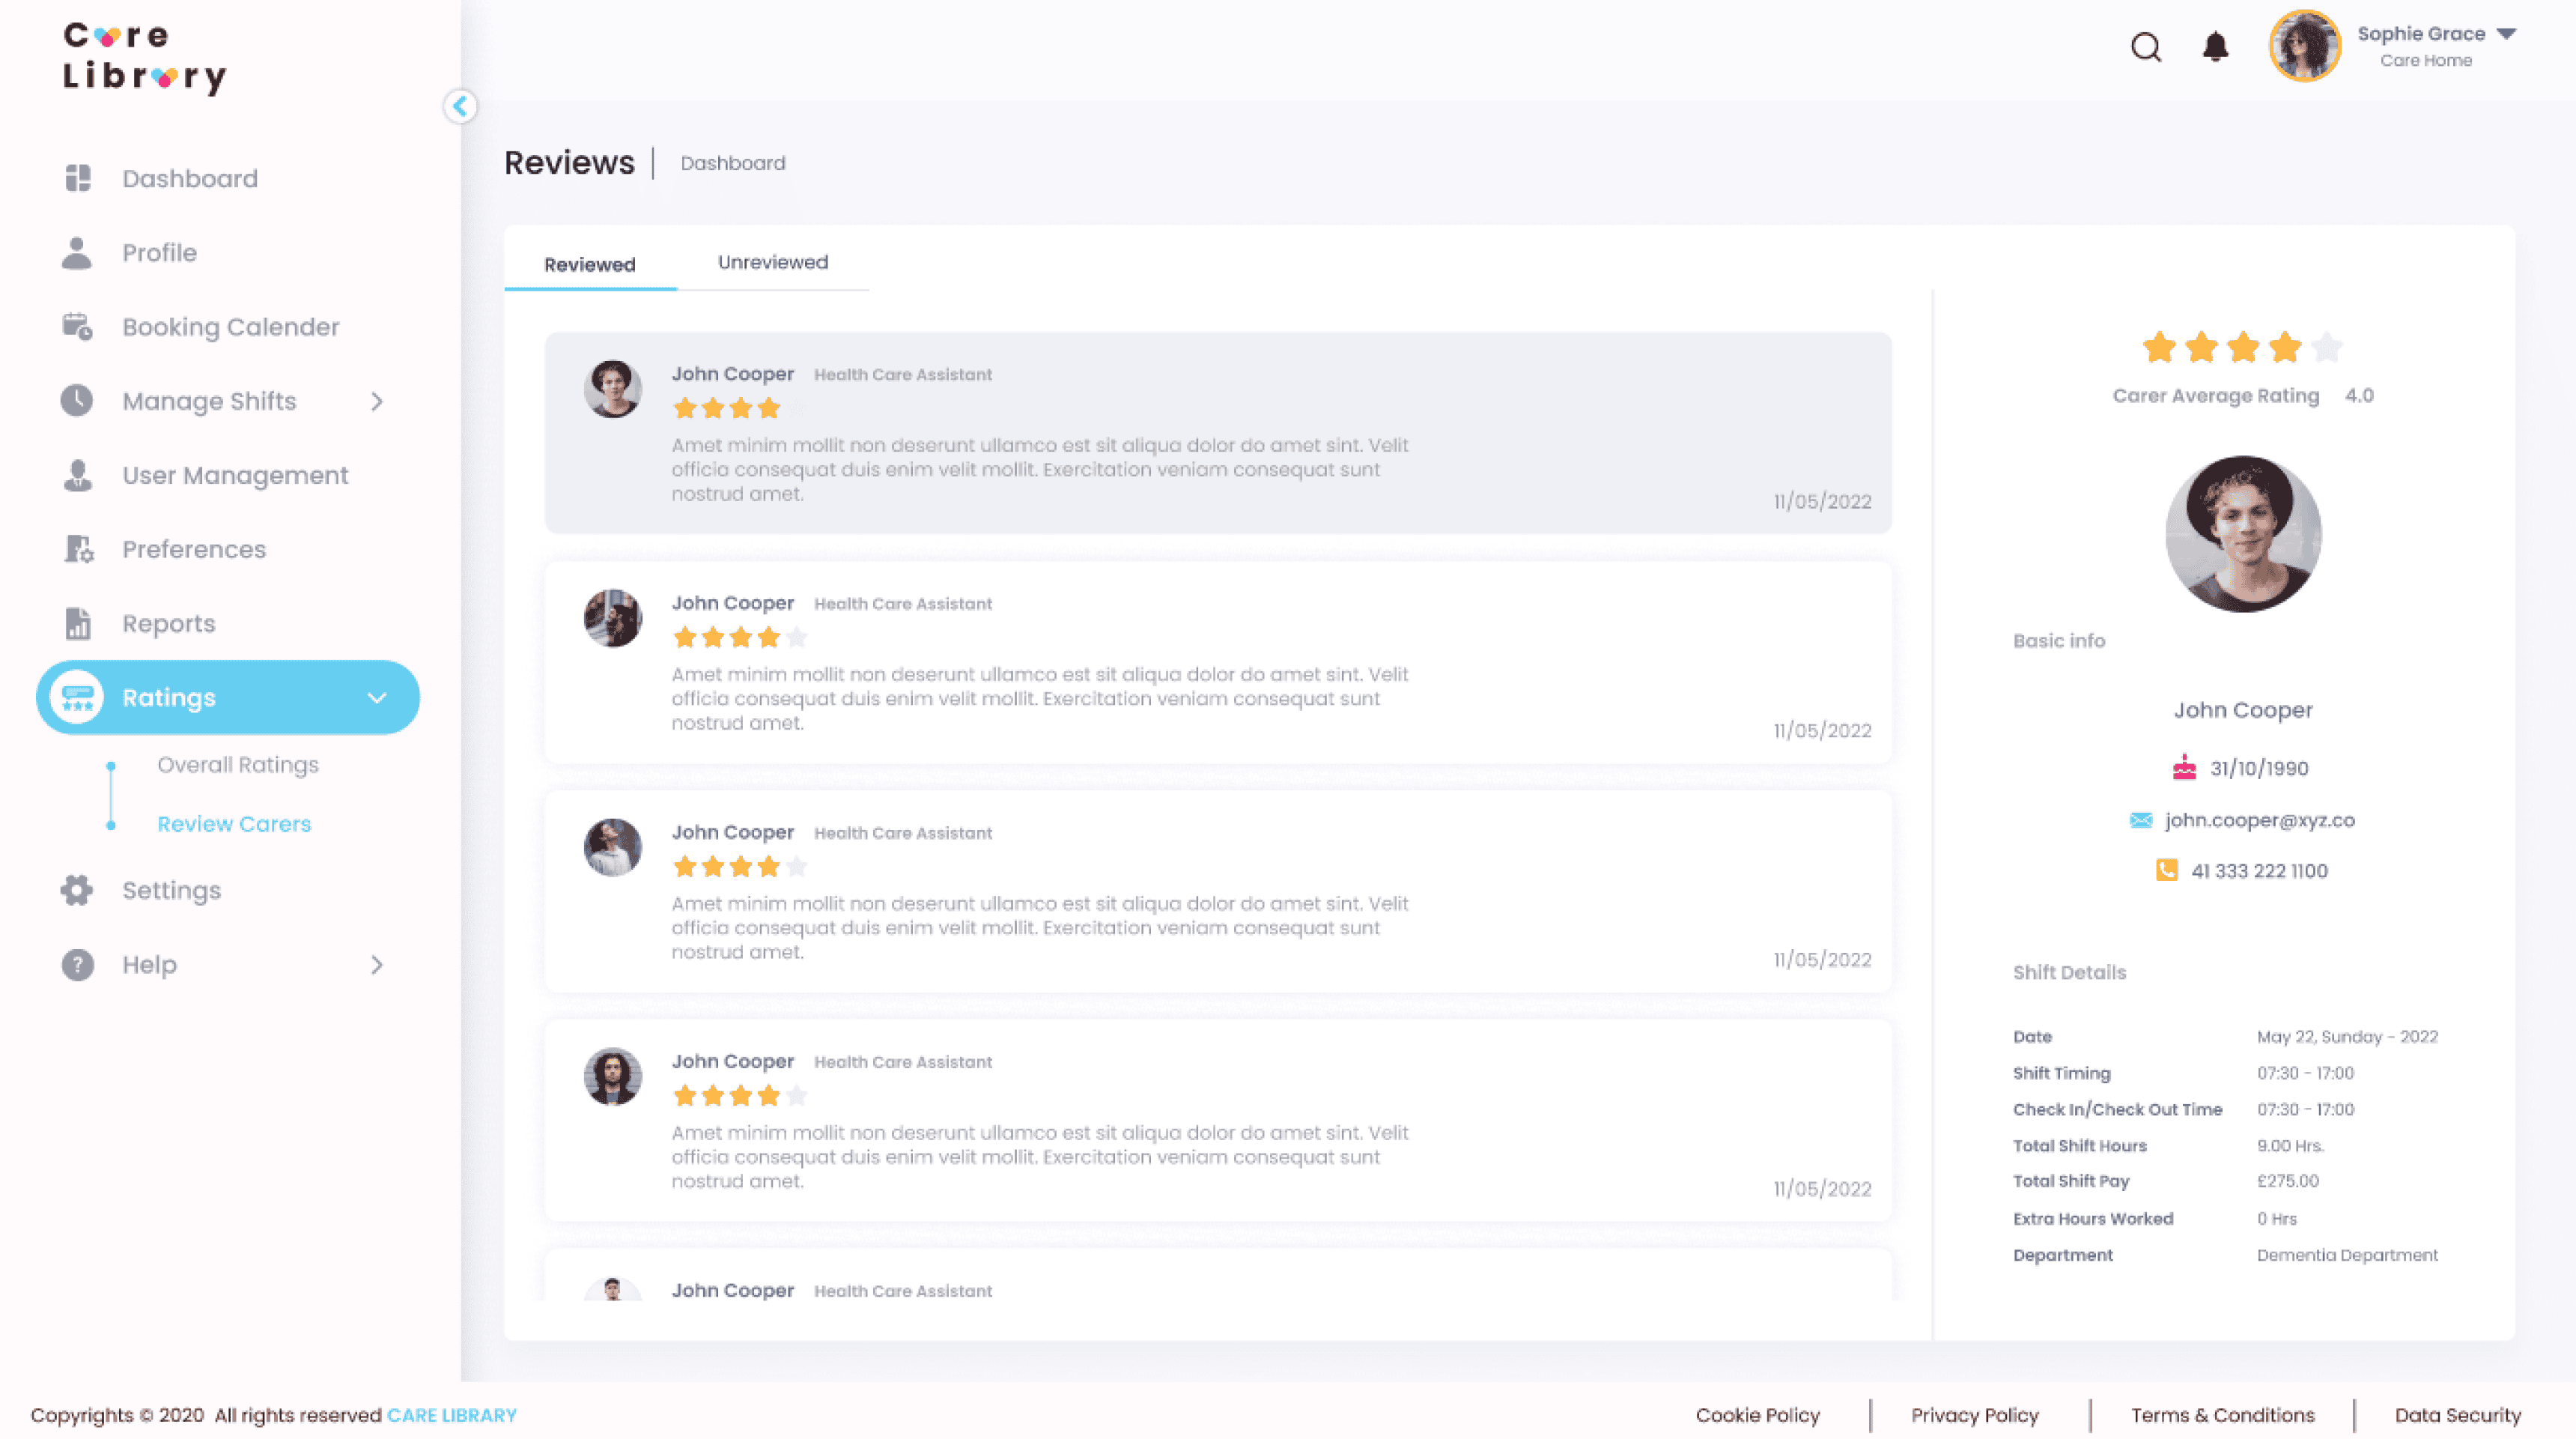 Care
Library
Sophie Grace
Care Home
Dashboard
Profile
Booking Calender
Manage Shifts
User Management
Preferences
Reports
Ratings
Overall Ratings
Review Carers
Settings
Help
Reviews | Dashboard
Reviewed Unreviewed
John Cooper Health Care Assistant
Amet minim mollit non deserunt ullamco est sit aliqua dolor do amet sint. Velit
officia consequat duis enim velit mollit. Exercitation veniam consequat sunt
nostrud amet.
11/05/2022
John Cooper Health Care Assistant
Amet minim mollit non deserunt ullamco est sit aliqua dolor do amet sint. Velit
officia consequat duis enim velit mollit. Exercitation veniam consequat sunt
nostrud amet.
11/05/2022
John Cooper Health Care Assistant
Amet minim mollit non deserunt ullamco est sit aliqua dolor do amet sint. Velit
officia consequat duis enim velit mollit. Exercitation veniam consequat sunt
nostrud amet.
11/05/2022
John Cooper Health Care Assistant
Amet minim mollit non deserunt ullamco est sit aliqua dolor do amet sint. Velit
officia consequat duis enim velit mollit. Exercitation veniam consequat sunt
nostrud amet.
11/05/2022
John Cooper Health Care Assistant
Carer Average Rating 4.0
Basic info
John Cooper
31/10/1990
john.cooper@xyz.co
41 333 222 1100
Shift Details
Date May 22, Sunday - 2022
Shift Timing 07:30 - 17:00
Check In/Check Out Time 07:30 - 17:00
Total Shift Hours 9.00 Hrs.
Total Shift Pay £275.00
Extra Hours Worked 0 Hrs
Department Dementia Department
Copyrights © 2020 All rights reserved CARE LIBRARY
Cookie Policy | Privacy Policy | Terms & Conditions | Data Security